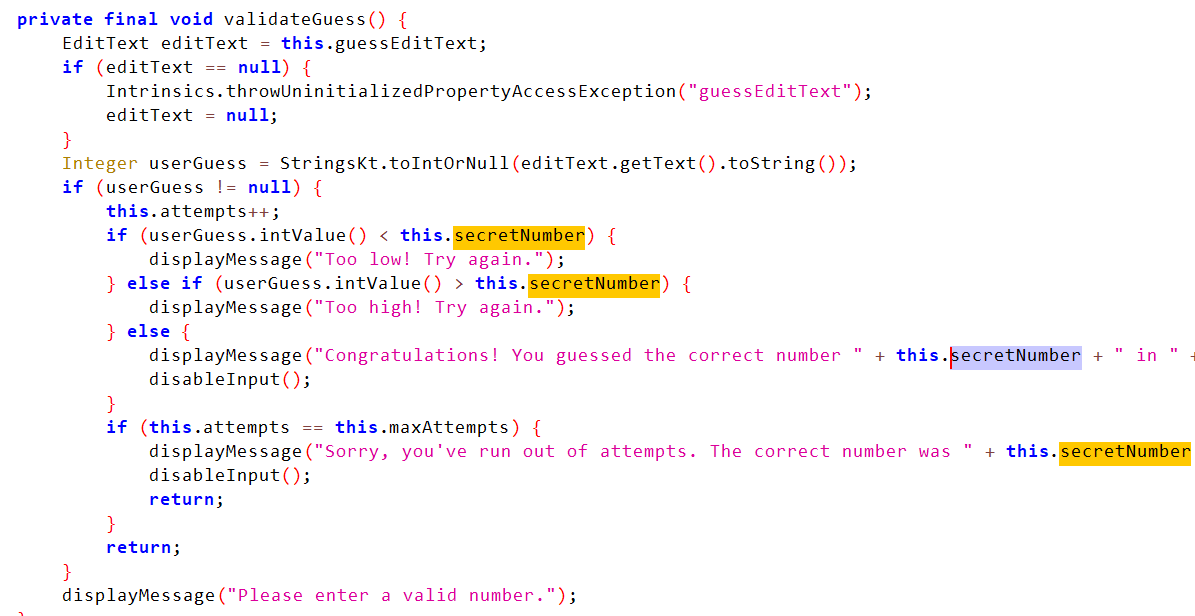 private final void validateGuess() {
    EditText editText = this.guessEditText;
    if (editText == null) {
        Intrinsics.throwUninitializedPropertyAccessException("guessEditText");
        editText = null;
    }
    Integer userGuess = StringsKt.toIntOrNull(editText.getText().toString());
    if (userGuess != null) {
        this.attempts++;
        if (userGuess.intValue() < this.secretNumber) {
            displayMessage("Too low! Try again.");
        } else if (userGuess.intValue() > this.secretNumber) {
            displayMessage("Too high! Try again.");
        } else {
            displayMessage("Congratulations! You guessed the correct number " + this.secretNumber + " in " +
            disableInput();
        }
        if (this.attempts == this.maxAttempts) {
            displayMessage("Sorry, you've run out of attempts. The correct number was " + this.secretNumber
            disableInput();
            return;
        }
        return;
    }
    displayMessage("Please enter a valid number.");